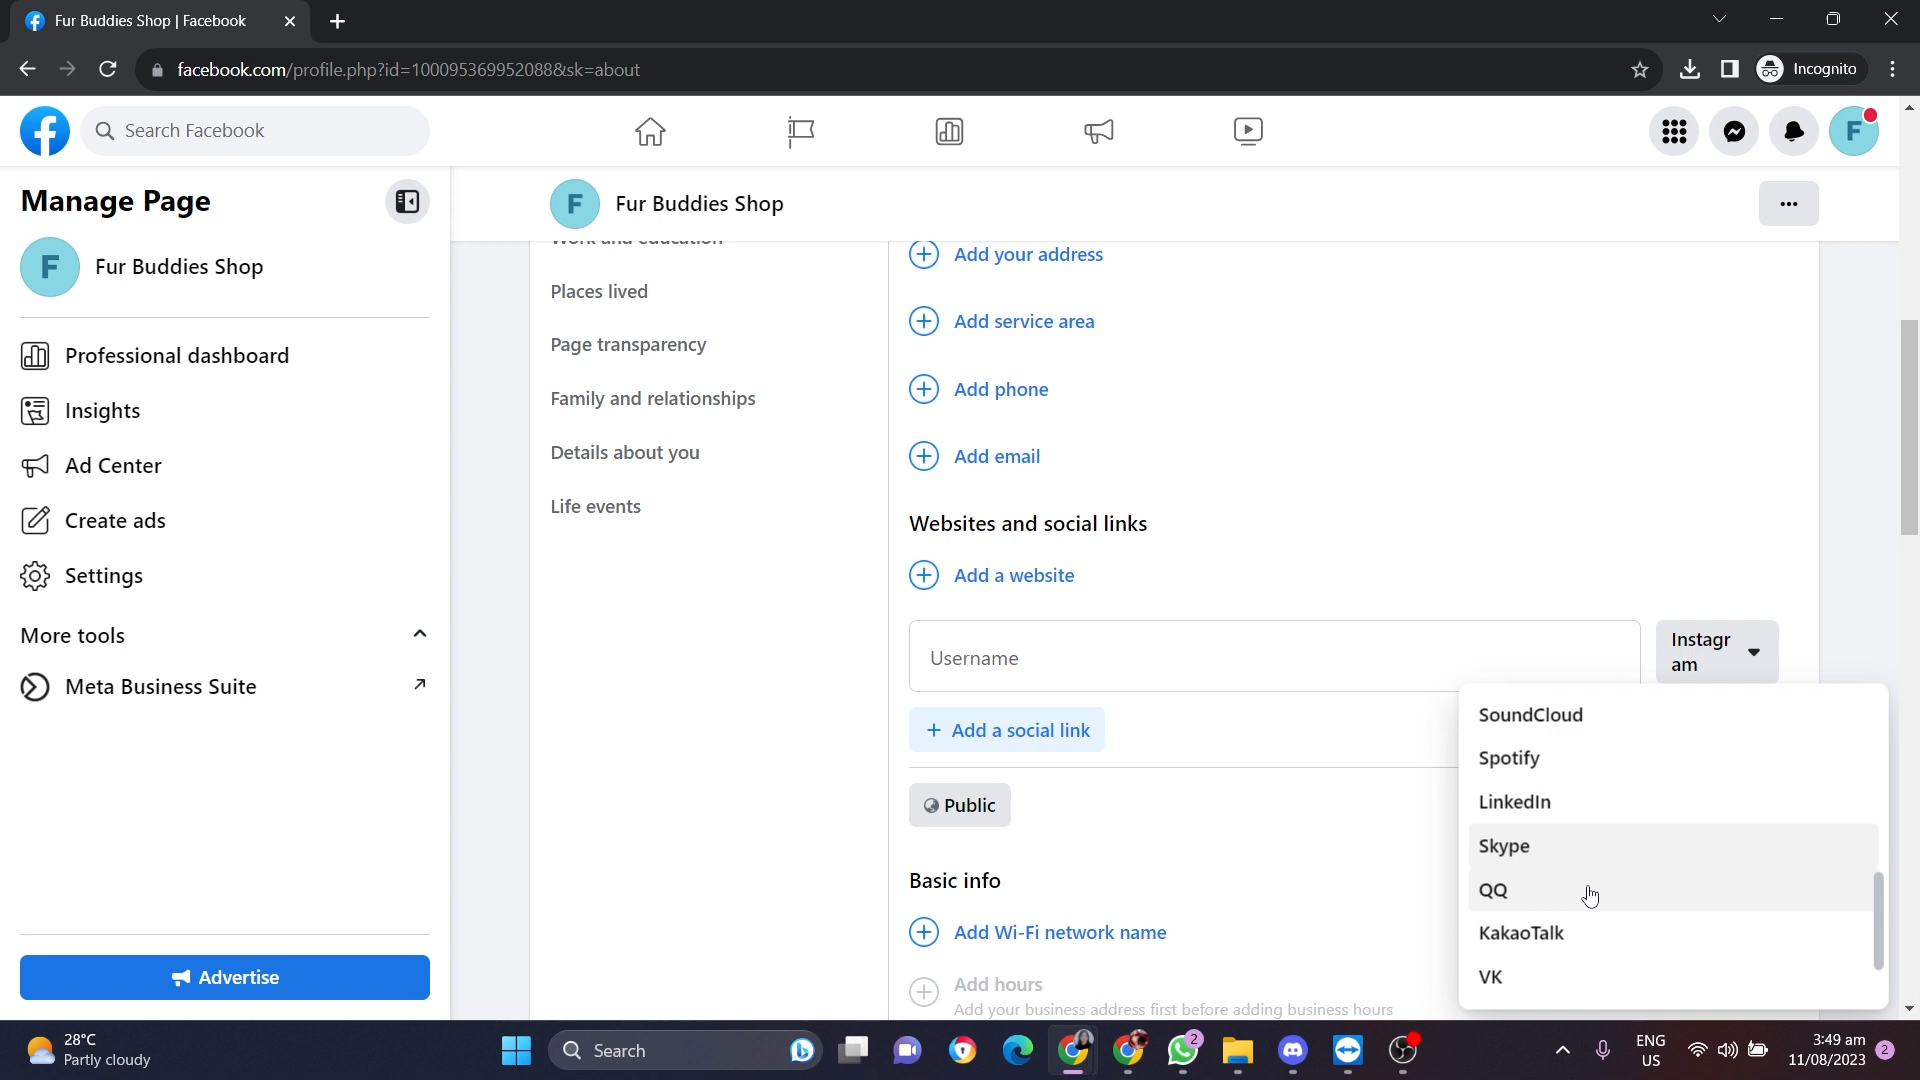 Fur Buddies Shop | Facebook
facebook.com/profile.php?id=100095369952088&sk=about
Incognito
Search Facebook
F
Manage Page
F Fur Buddies Shop
F Fur Buddies Shop
Professional dashboard
Insights
Ad Center
Create ads
Settings
More tools
Meta Business Suite
Advertise
Work and education
Places lived
Page transparency
Family and relationships
Details about you
Life events
Add your address
Add service area
Add phone
Add email
Websites and social links
Add a website
Username
Instagr
am
+ Add a social link
Public
SoundCloud
Spotify
LinkedIn
Skype
QQ
KakaoTalk
VK
Basic info
Add Wi-Fi network name
Add hours
Add your business address first before adding business hours
28°C
Partly cloudy
Search
2
ENG
US
3:49 am
11/08/2023
2